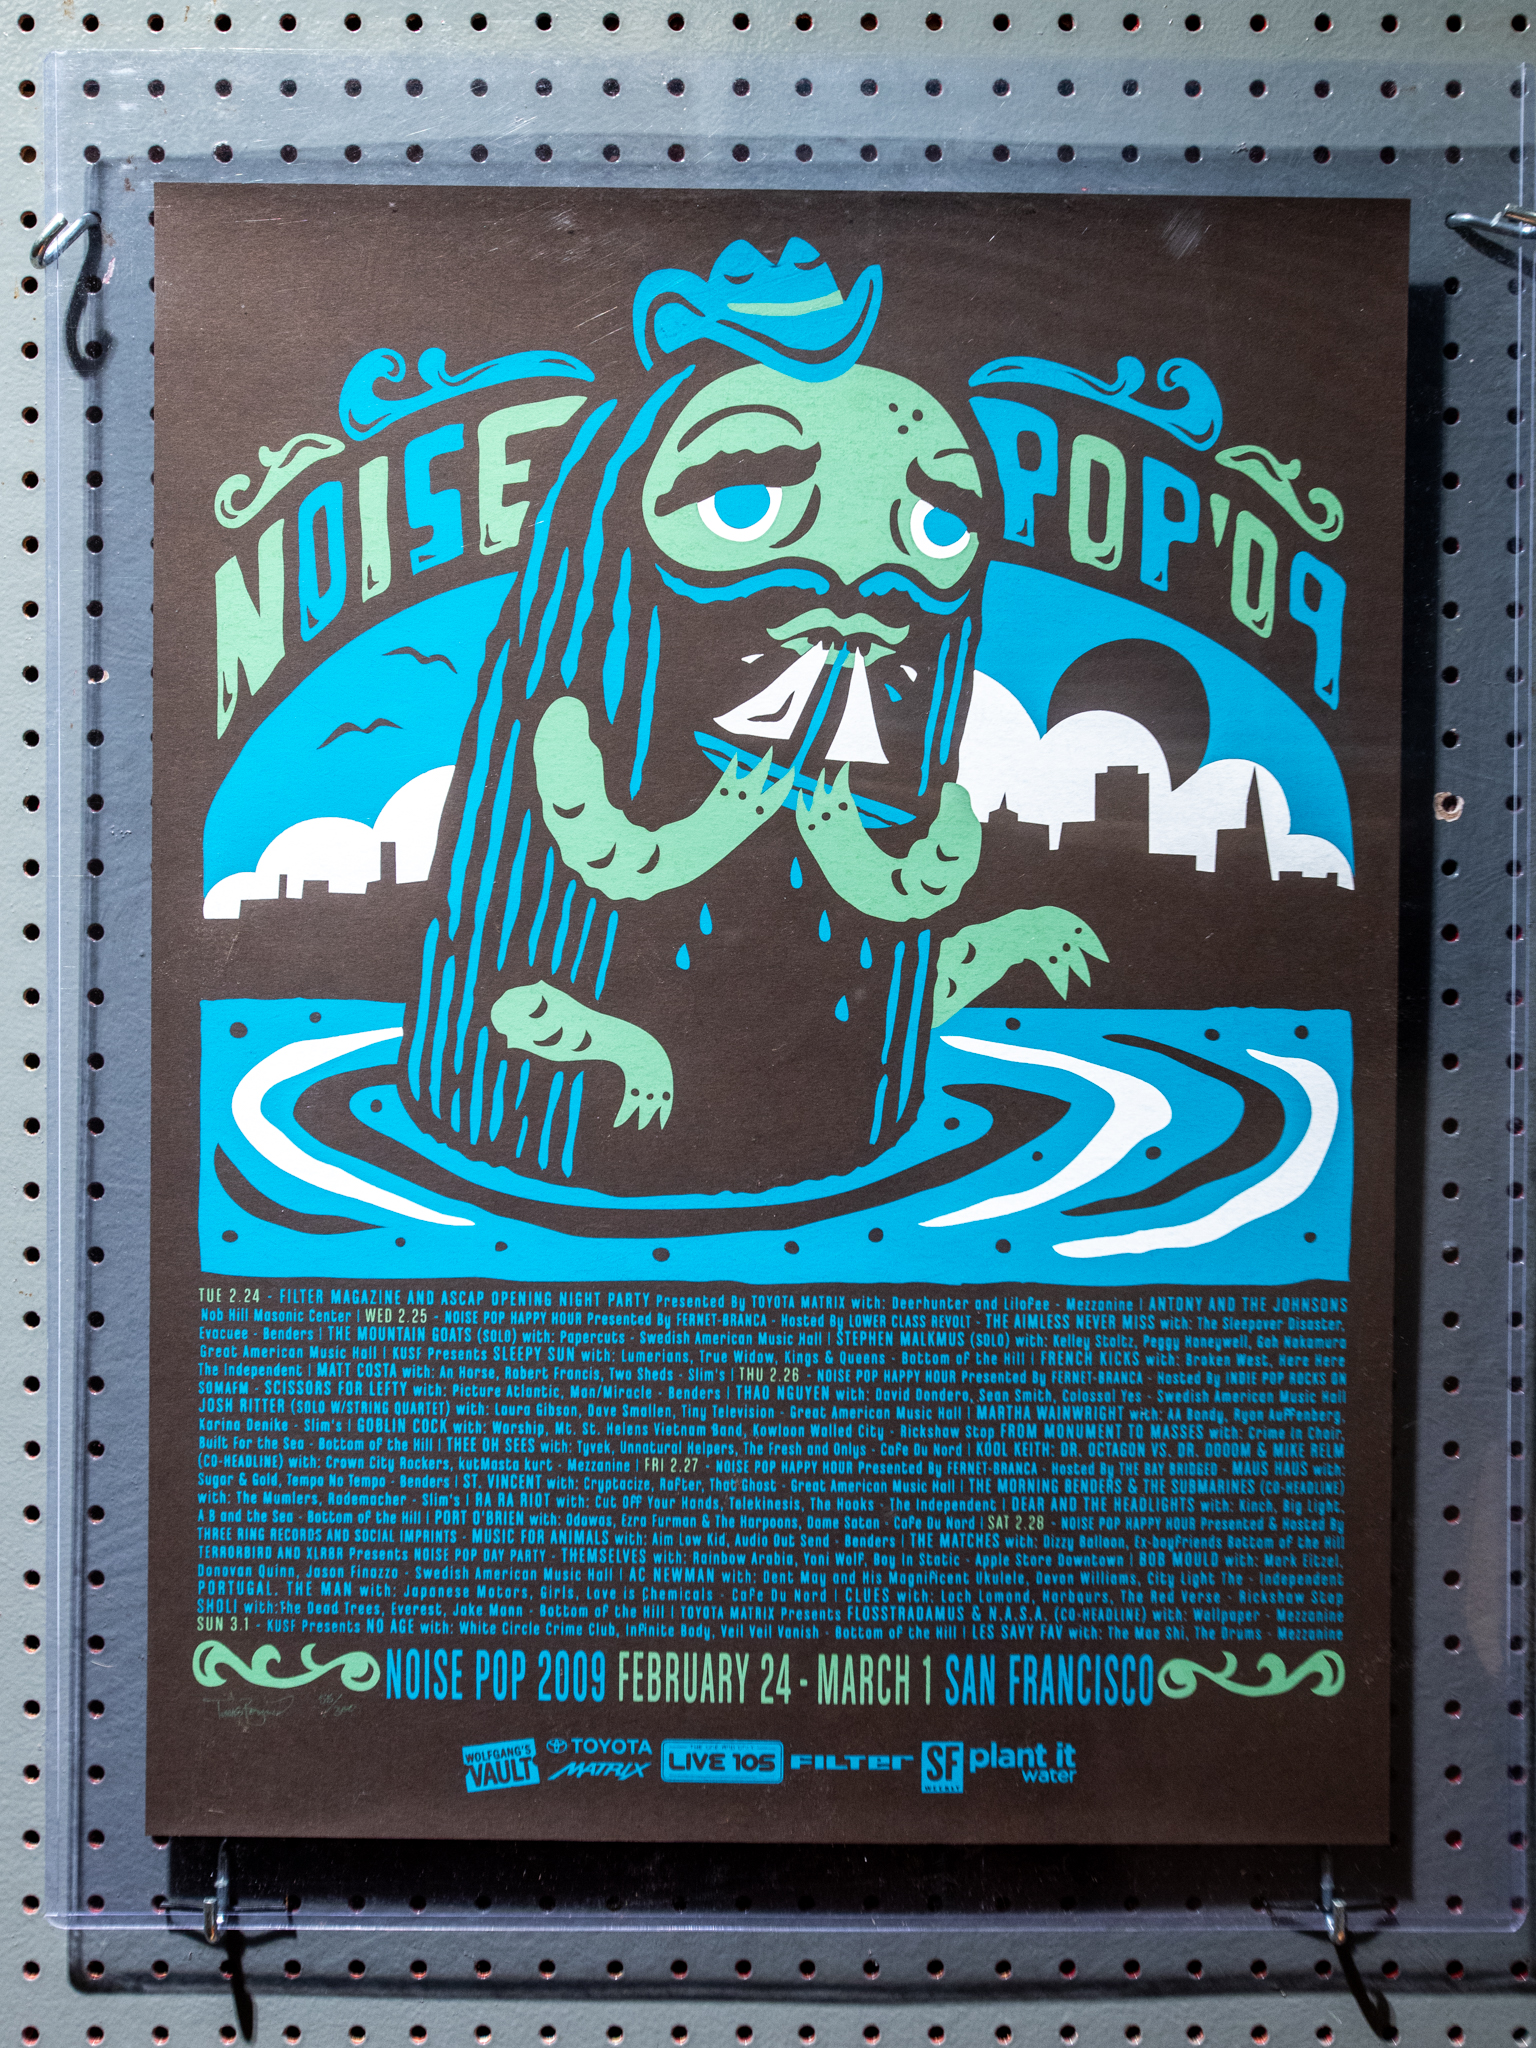 NOISE POP '09
TUE 2.24 - FILTER MAGAZINE AND ASCAP OPENING NIGHT PARTY Presented By TOYOTA MATRIX with: Deerhunter and Lilofee - Mezzanine | ANTONY AND THE JOHNSONS
Nob Hill Masonic Center | WED 2.25 - NOISE POP HAPPY HOUR Presented By FERNET-BRANCA - Hosted By LOWER CLASS REVOLT - THE AIMLESS NEVER MISS with: The Sleepover Disaster,
Evacuee - Benders | THE MOUNTAIN GOATS (SOLO) with: Papercuts - Swedish American Music Hall | STEPHEN MALKMUS (SOLO) with: Kelley Stoltz, Peggy Honeywell, Goh Nakamura
Great American Music Hall | KUSF Presents SLEEPY SUN with: Lumerians, True Widow, Kings & Queens - Bottom of the Hill | FRENCH KICKS with: Broken West, Here Here
The Independent | MATT COSTA with: An Horse, Robert Francis, Two Sheds - Slim's | THU 2.26 - NOISE POP HAPPY HOUR Presented By FERNET-BRANCA - Hosted By INDIE POP ROCKS ON
SOMAFM - SCISSORS FOR LEFTY with: Picture Atlantic, Man/Miracle - Benders | THAO NGUYEN with: David Dondero, Sean Smith, Colossal Yes - Swedish American Music Hall
JOSH RITTER (SOLO W/STRING QUARTET) with: Laura Gibson, Dave Smallen, Tiny Television - Great American Music Hall | MARTHA WAINWRIGHT with: AA Bondy, Ryan Auffenberg,
Karina Denike - Slim's | GOBLIN COCK with: Warship, Mt. St. Helens Vietnam Band, Kowloon Walled City - Rickshaw Stop FROM MONUMENT TO MASSES with: Crime In Choir,
Built For the Sea - Bottom of the Hill | THEE OH SEES with: Tyvek, Unnatural Helpers, The Fresh and Onlys - Cafe Du Nord | KOOL KEITH: DR. OCTAGON VS. DR. DOOOM & MIKE RELM
(CO-HEADLINE) with: Crown City Rockers, kutMasta kurt - Mezzanine | FRI 2.27 - NOISE POP HAPPY HOUR Presented By FERNET-BRANCA - Hosted By THE BAY BRIDGED - MAUS HAUS with:
Sugar & Gold, Tempo No Tempo - Benders | ST. VINCENT with: Cryptacize, Rafter, That Ghost - Great American Music Hall | THE MORNING BENDERS & THE SUBMARINES (CO-HEADLINE)
with: The Mumlers, Rademacher - Slim's | RA RA RIOT with: Cut Off Your Hands, Telekinesis, The Hooks - The Independent | DEAR AND THE HEADLIGHTS with: Kinch, Big Light,
A B and the Sea - Bottom of the Hill | PORT O'BRIEN with: Odawas, Ezra Furman & The Harpoons, Dame Satan - Cafe Du Nord | SAT 2.28 - NOISE POP HAPPY HOUR Presented & Hosted By
THREE RING RECORDS AND SOCIAL IMPRINTS - MUSIC FOR ANIMALS with: Aim Low Kid, Audio Out Send - Benders | THE MATCHES with: Dizzy Balloon, Ex-boyfriends Bottom of the Hill
TERRORBIRD AND XLR8R Presents NOISE POP DAY PARTY - THEMSELVES with: Rainbow Arabia, Yoni Wolf, Boy In Static - Apple Store Downtown | BOB MOULD with: Mark Eitzel,
Donovan Quinn, Jason Finazzo - Swedish American Music Hall | AC NEWMAN with: Dent May and His Magnificent Ukulele, Devon Williams, City Light The - Independent
PORTUGAL. THE MAN with: Japanese Motors, Girls, Love is Chemicals - Cafe Du Nord | CLUES with: Loch Lomond, Harbours, The Red Verse - Rickshaw Stop
SHOLI with: The Dead Trees, Everest, Jake Mann - Bottom of the Hill | TOYOTA MATRIX Presents FLOSSTRADAMUS & N.A.S.A. (CO-HEADLINE) with: Wallpaper - Mezzanine
SUN 3.1 - KUSF Presents NO AGE with: White Circle Crime Club, Infinite Body, Veil Veil Vanish - Bottom of the Hill | LES SAVY FAV with: The Mae Shi, The Drums - Mezzanine
NOISE POP 2009 FEBRUARY 24 - MARCH 1 SAN FRANCISCO
WOLFGANG'S VAULT TOYOTA MATRIX LIVE 105 FILTER SF WEEKLY plant it water